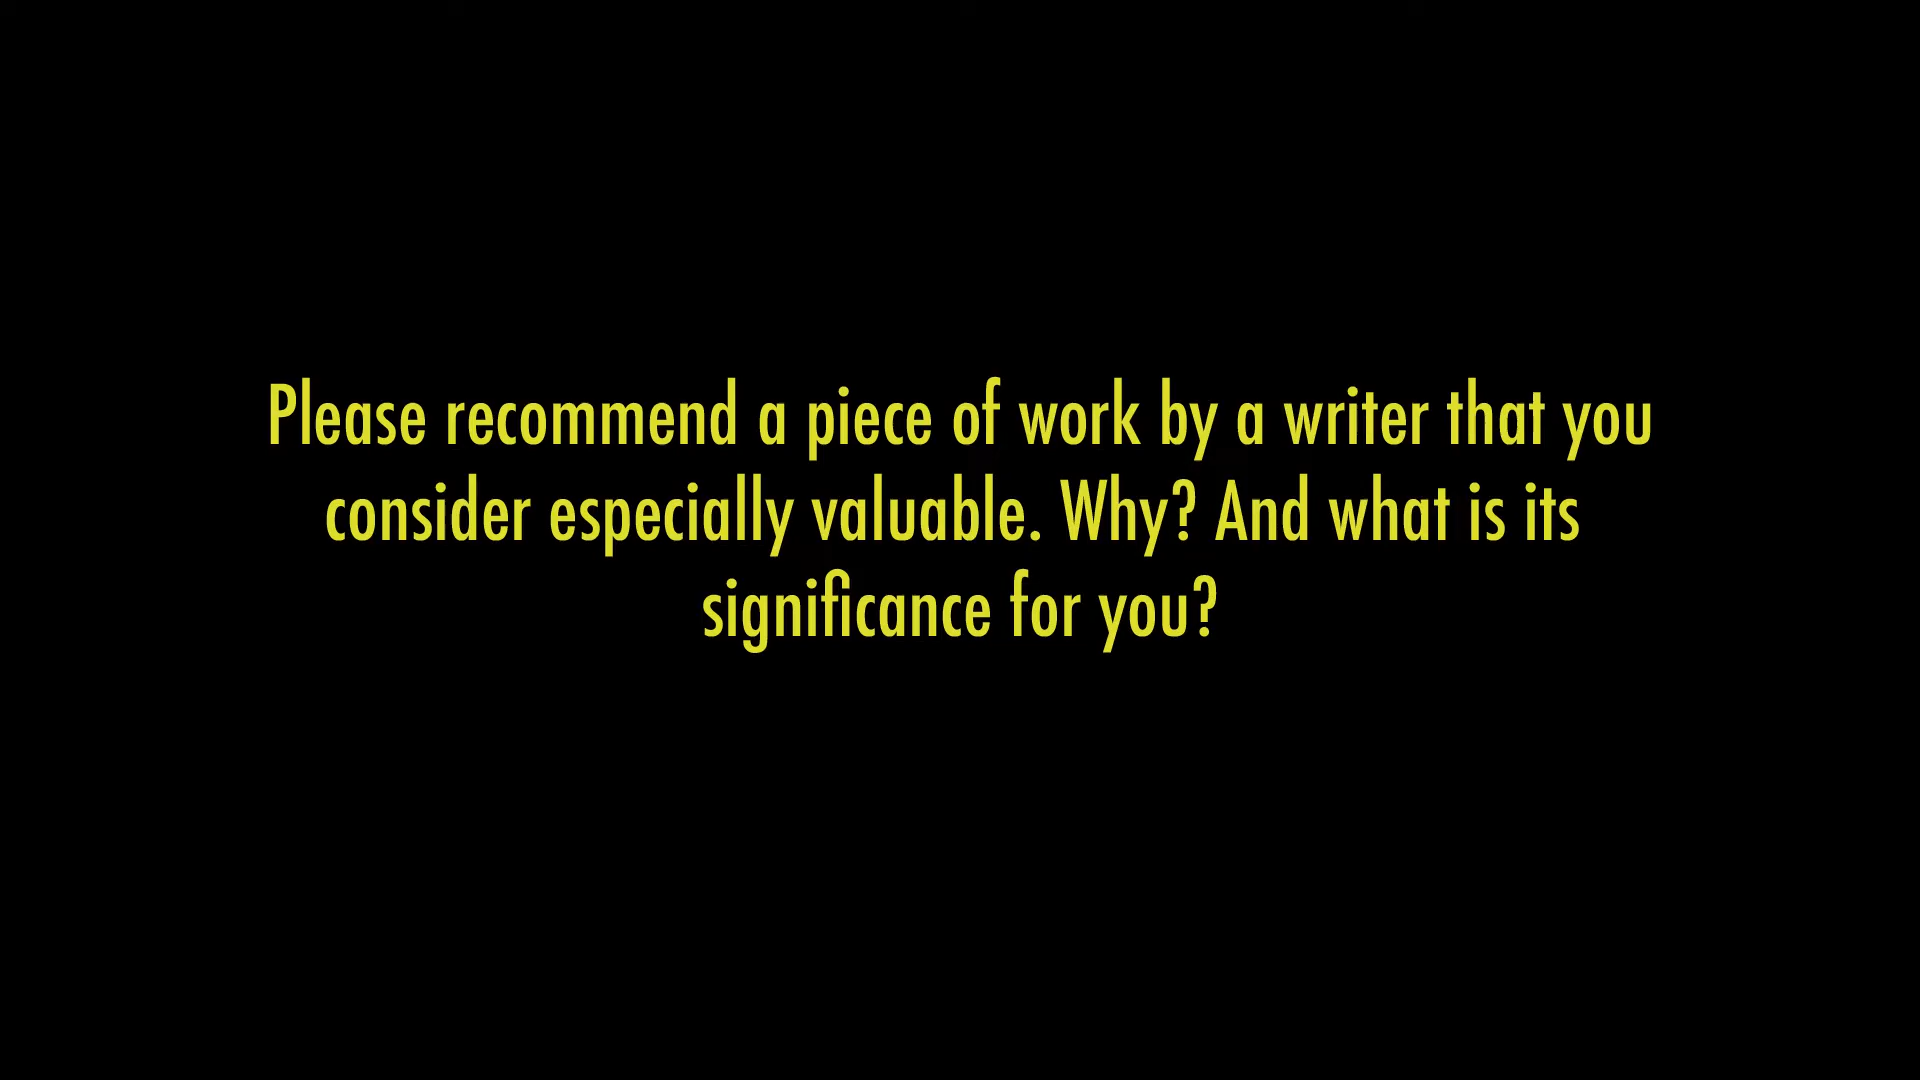 Please recommend a piece of work by a writer that you
consider especially valuable. Why? And what is its
significance for you?